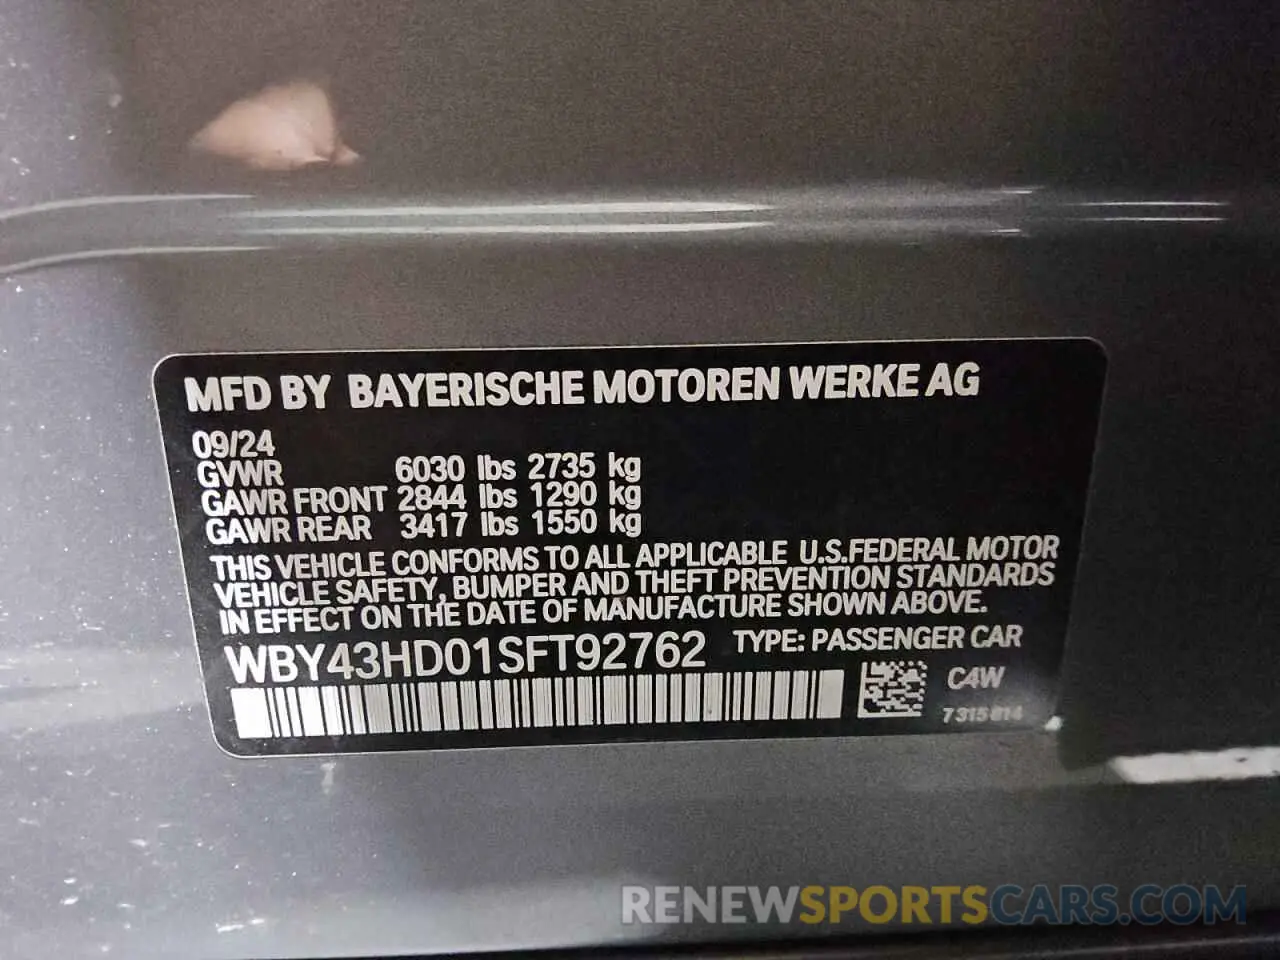 MFD BY BAYERISCHE MOTOREN WERKE AG
09/24
GVWR 6030 lbs 2735 kg
GAWR FRONT 2844 lbs 1290 kg
GAWR REAR 3417 lbs 1550 kg
THIS VEHICLE CONFORMS TO ALL APPLICABLE U.S.FEDERAL MOTOR
VEHICLE SAFETY, BUMPER AND THEFT PREVENTION STANDARDS
IN EFFECT ON THE DATE OF MANUFACTURE SHOWN ABOVE.
WBY43HD01SFT92762 TYPE: PASSENGER CAR
C4W
7315614
RENEWSPORTSCARS.COM